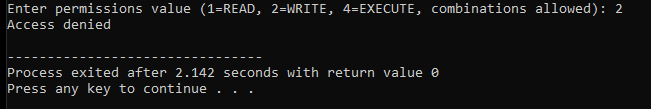 Enter permissions value (1=READ, 2=WRITE, 4=EXECUTE, combinations allowed): 2
Access denied
--------------------------------
Process exited after 2.142 seconds with return value 0
Press any key to continue . . .